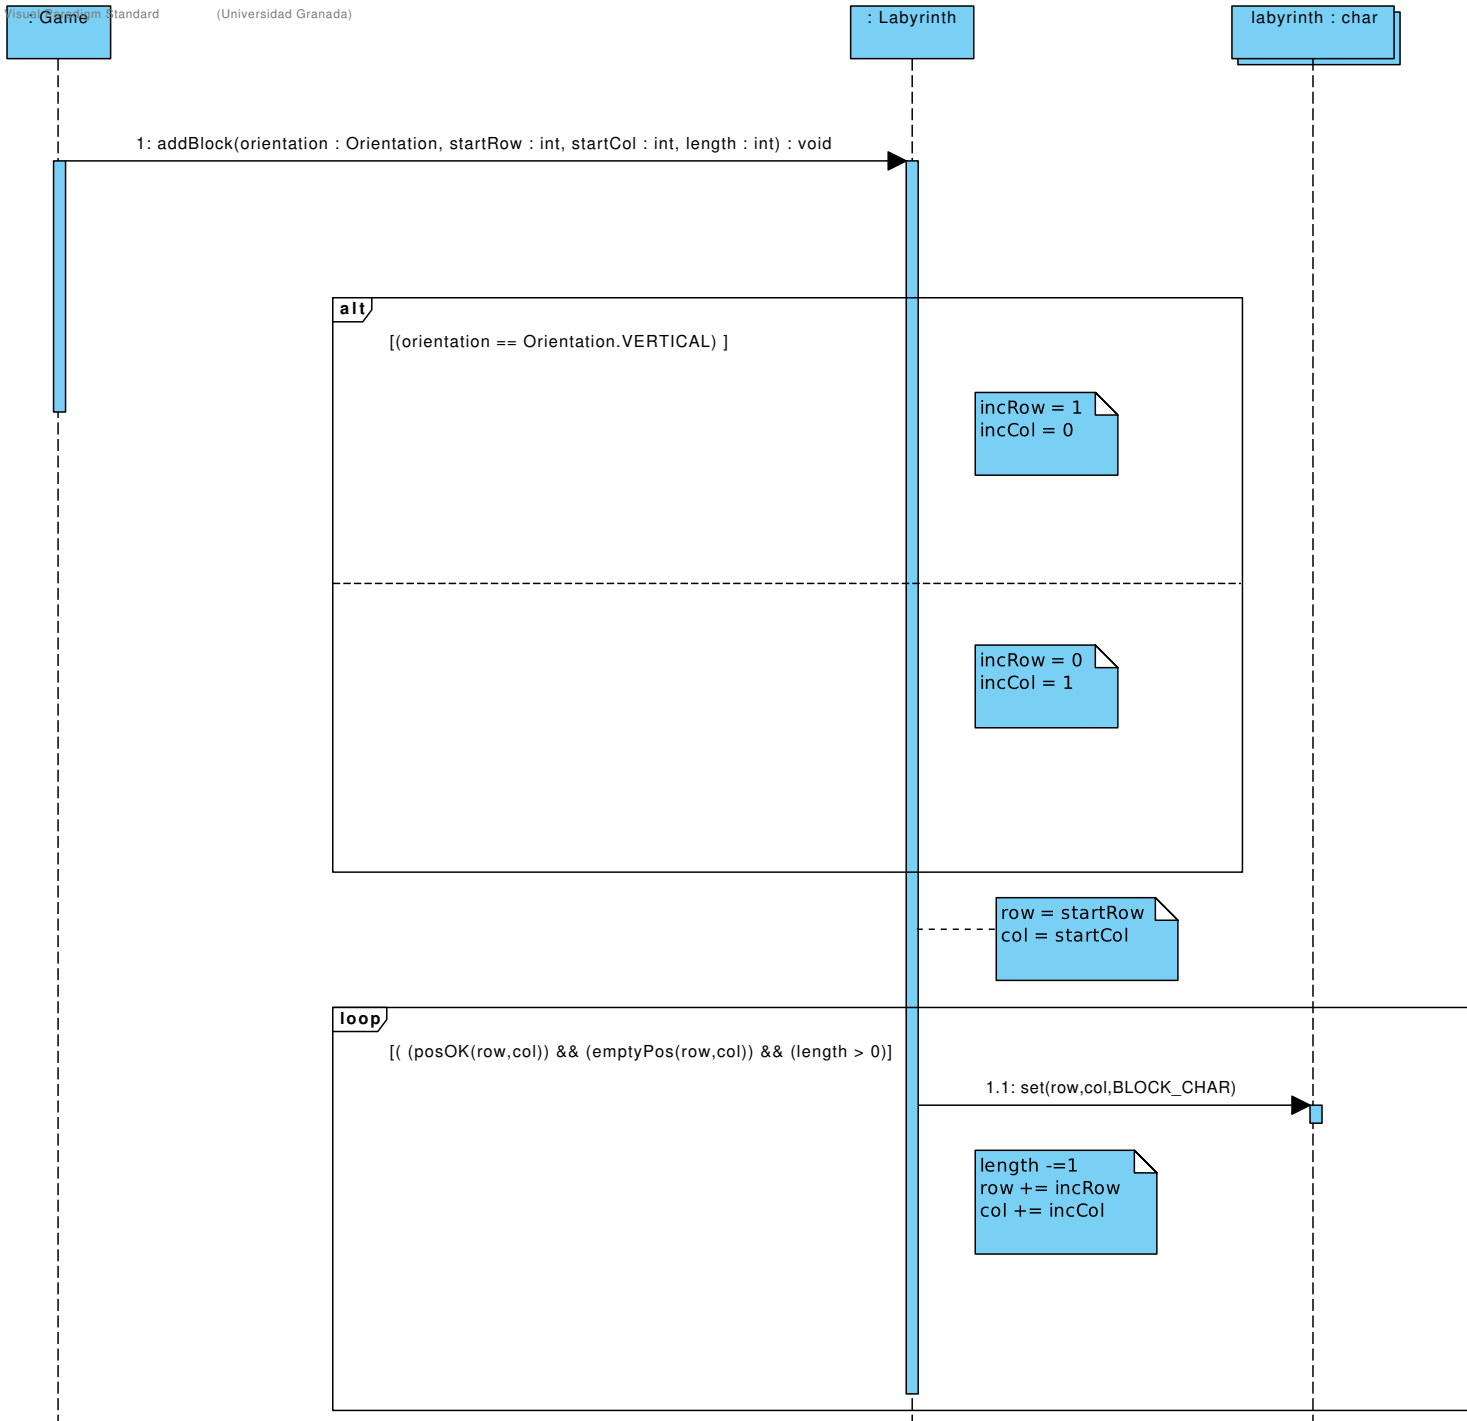 Visual Paradigm Standard (Universidad Granada)
: Game
: Labyrinth
labyrinth : char
1: addBlock(orientation : Orientation, startRow : int, startCol : int, length : int) : void
alt
[(orientation == Orientation.VERTICAL) ]
incRow = 1
incCol = 0
incRow = 0
incCol = 1
row = startRow
col = startCol
loop
[( (posOK(row,col)) && (emptyPos(row,col)) && (length > 0)]
1.1: set(row,col,BLOCK_CHAR)
length -=1
row += incRow
col += incCol